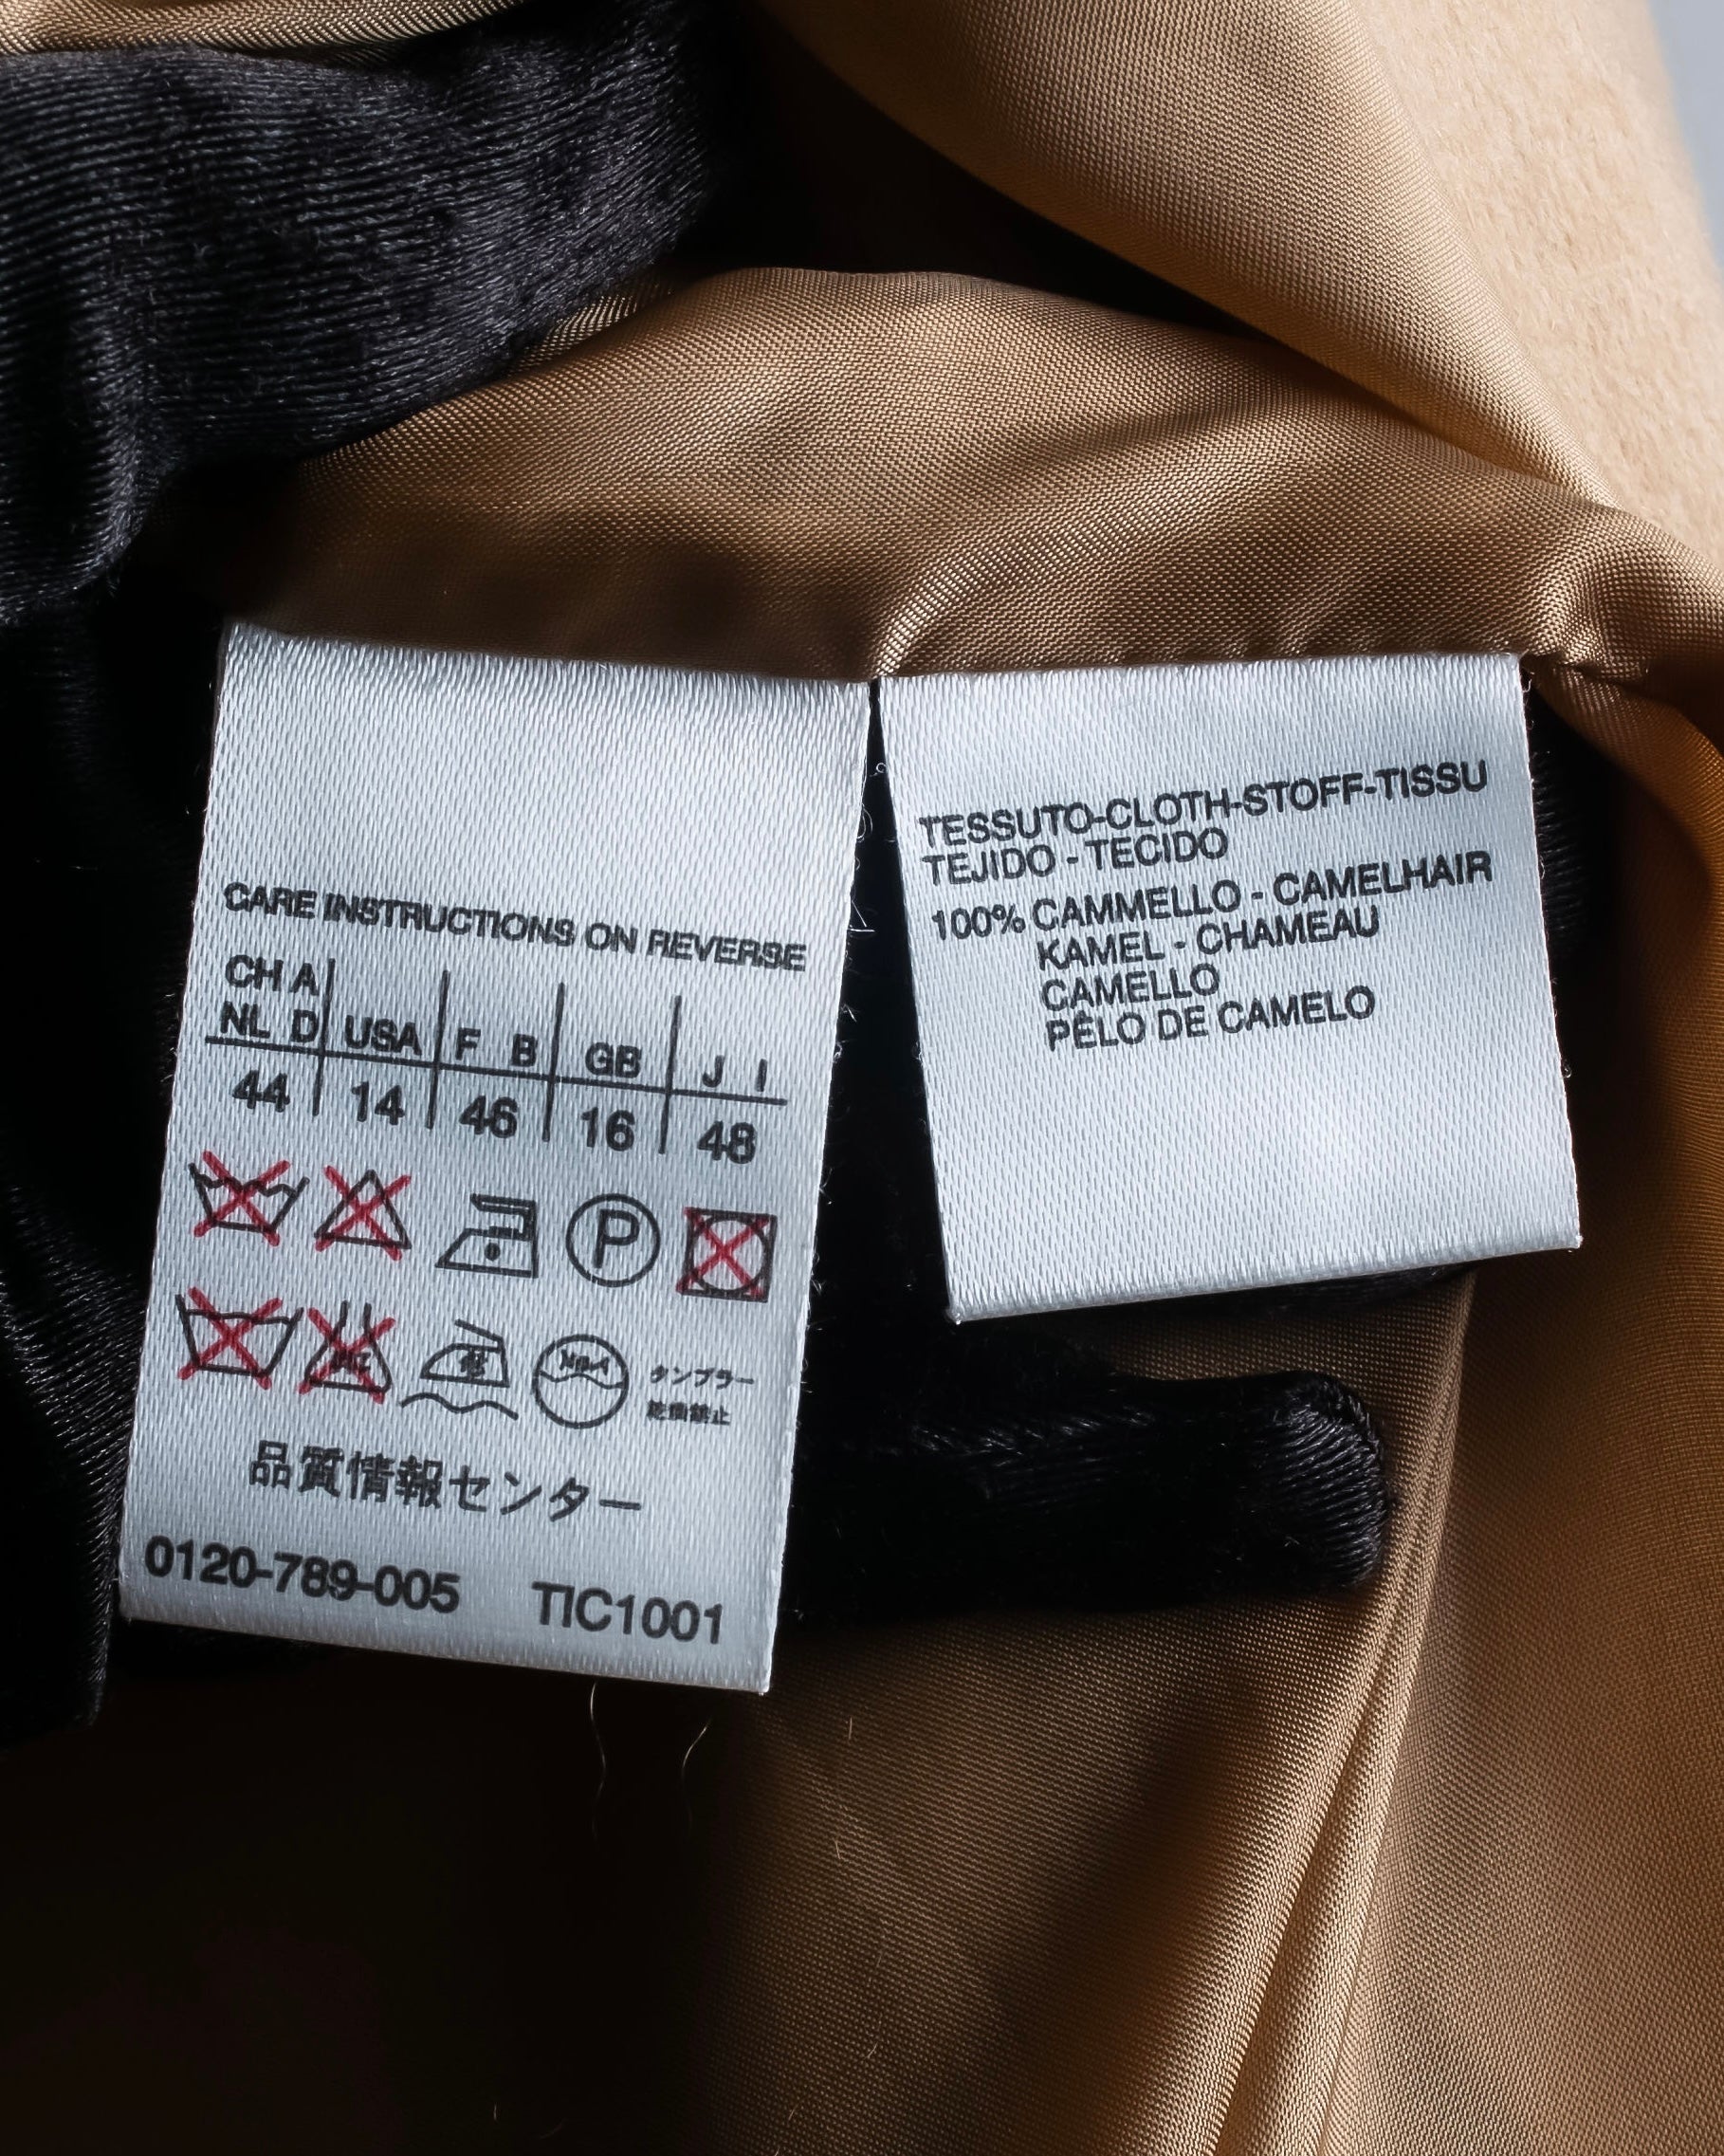 CARE INSTRUCTIONS ON REVERSE
CH A
NL D USA F B GB J I
44 14 46 16 48
P
タンブラー
乾燥禁止
品質情報センター
0120-789-005 TIC1001
TESSUTO-CLOTH-STOFF-TISSU
TEJIDO - TECIDO
100% CAMMELLO - CAMELHAIR
KAMEL - CHAMEAU
CAMELLO
PÊLO DE CAMELO